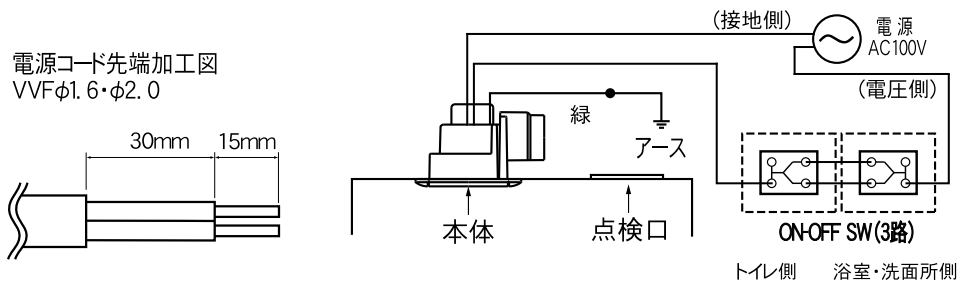 電源コード先端加工図
VVFφ1.6・φ2.0
30mm
15mm
(接地側)
電源
AC100V
(電圧側)
緑
アース
本体
点検口
ON-OFF SW(3路)
トイレ側
浴室・洗面所側